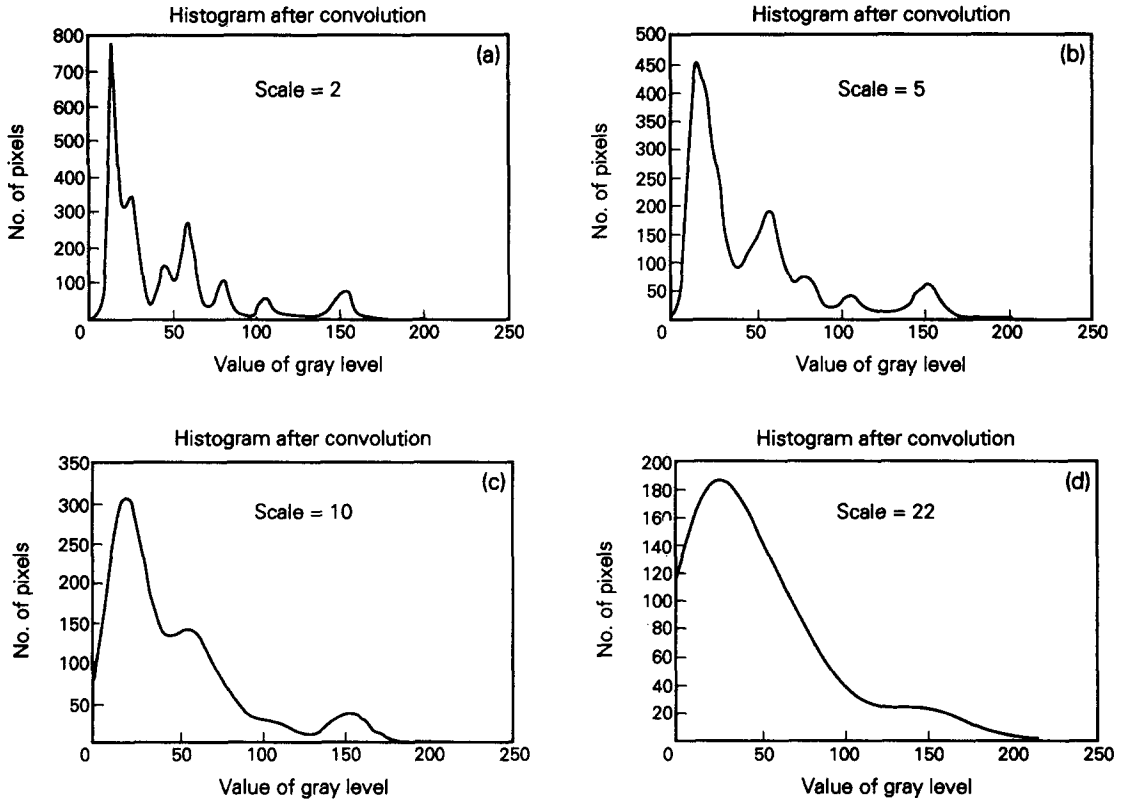 Histogram after convolution
(a)
Scale = 2
No. of pixels
800
700
600
500
400
300
200
100
0 50 100 150 200 250
Value of gray level
Histogram after convolution
(b)
Scale = 5
No. of pixels
500
450
400
350
300
250
200
150
100
50
0 50 100 150 200 250
Value of gray level
Histogram after convolution
(c)
Scale = 10
No. of pixels
350
300
250
200
150
100
50
0 50 100 150 200 250
Value of gray level
Histogram after convolution
(d)
Scale = 22
No. of pixels
200
180
160
140
120
100
80
60
40
20
0 50 100 150 200 250
Value of gray level